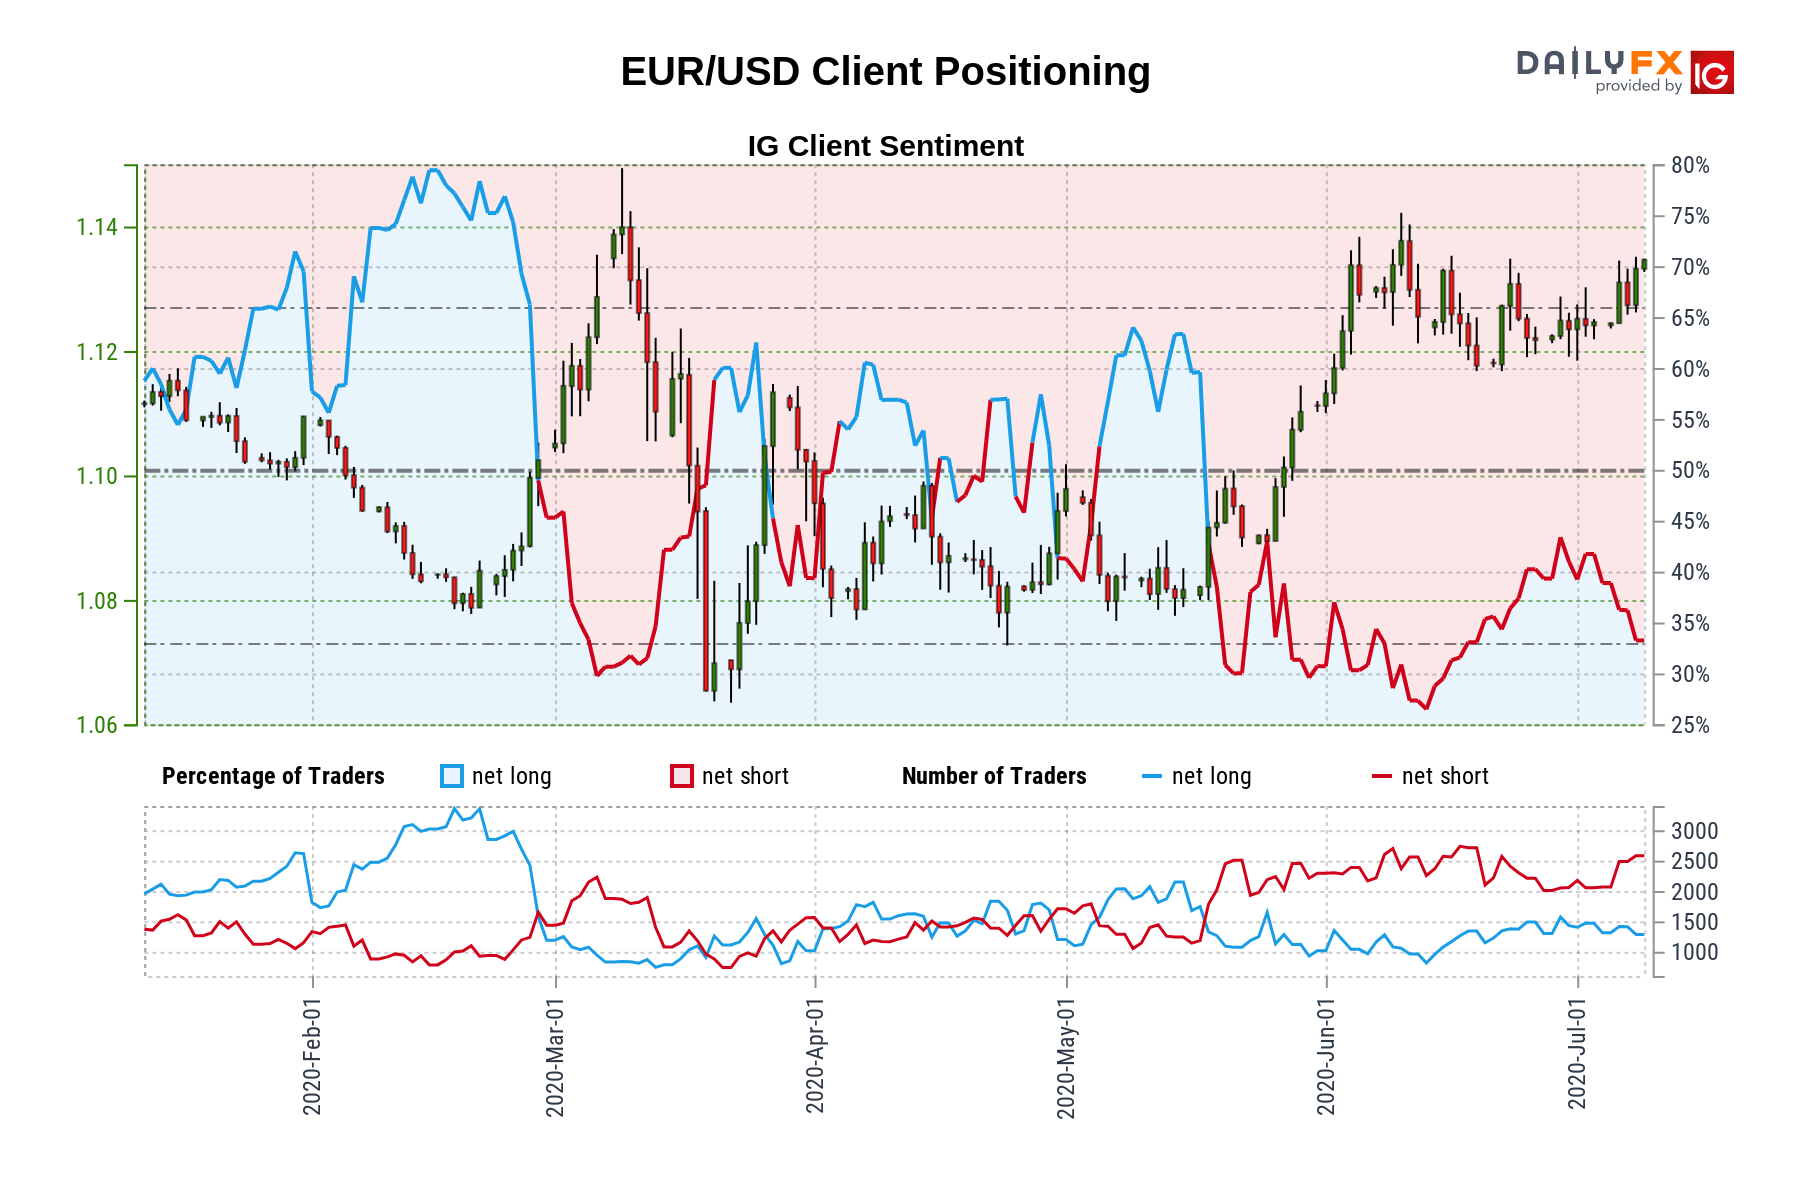 EUR/USD Client Positioning
DAILYFX
provided by IG
IG Client Sentiment
1.14
1.12
1.10
1.08
1.06
80%
75%
70%
65%
60%
55%
50%
45%
40%
35%
30%
25%
Percentage of Traders net long net short Number of Traders net long net short
3000
2500
2000
1500
1000
2020-Feb-01
2020-Mar-01
2020-Apr-01
2020-May-01
2020-Jun-01
2020-Jul-01